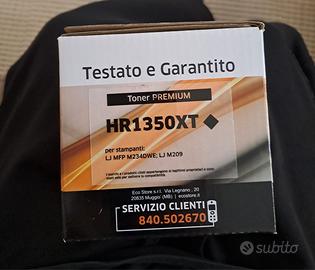 Testato e Garantito
Toner PREMIUM
HR1350XT
per stampanti:
LJ MFP M234DWE; LJ M209
Eco Store s.r.l. Via Legnano, 20
20835 Muggio' (MB) | ecostore.it
SERVIZIO CLIENTI
840.502670
subito